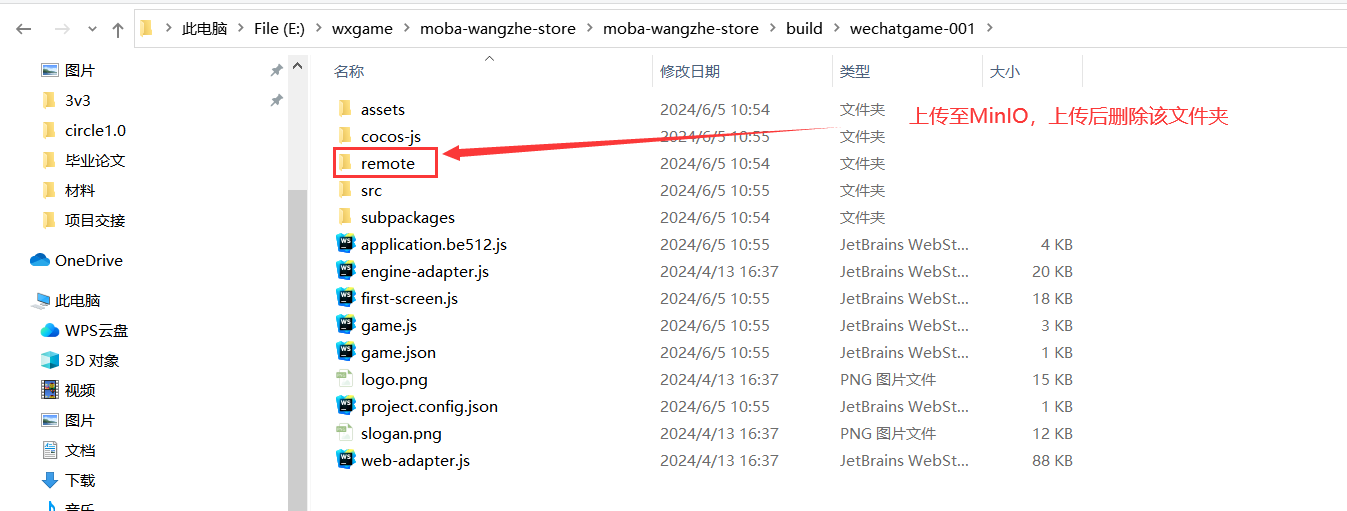 此电脑 File (E:) wxgame moba-wangzhe-store moba-wangzhe-store build wechatgame-001
图片
3v3
circle1.0
毕业论文
材料
项目交接
OneDrive
此电脑
WPS云盘
3D 对象
视频
图片
文档
下载
音乐
名称 修改日期 类型 大小
assets 2024/6/5 10:54 文件夹
上传至MinIO，上传后删除该文件夹
cocos-js 2024/6/5 10:55 文件夹
remote 2024/6/5 10:54 文件夹
src 2024/6/5 10:55 文件夹
subpackages 2024/6/5 10:54 文件夹
application.be512.js 2024/6/5 10:55 JetBrains WebSt... 4 KB
engine-adapter.js 2024/4/13 16:37 JetBrains WebSt... 20 KB
first-screen.js 2024/6/5 10:55 JetBrains WebSt... 18 KB
game.js 2024/6/5 10:55 JetBrains WebSt... 3 KB
game.json 2024/6/5 10:55 JetBrains WebSt... 1 KB
logo.png 2024/4/13 16:37 PNG 图片文件 15 KB
project.config.json 2024/6/5 10:55 JetBrains WebSt... 1 KB
slogan.png 2024/4/13 16:37 PNG 图片文件 12 KB
web-adapter.js 2024/4/13 16:37 JetBrains WebSt... 88 KB